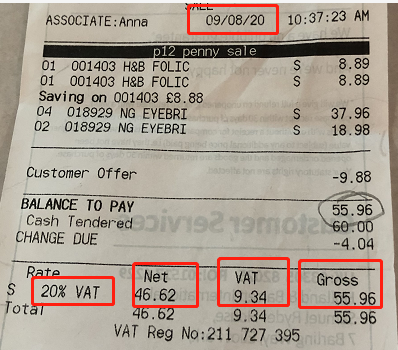 SALE
ASSOCIATE:Anna 09/08/20 10:37:23 AM
p12 penny sale
01 001403 H&B FOLIC S 8.89
01 001403 H&B FOLIC S 8.89
Saving on 001403 £8.88
04 018929 NG EYEBRI S 37.96
02 018929 NG EYEBRI S 18.98
Customer Offer -9.88
BALANCE TO PAY 55.96
Cash Tendered 60.00
CHANGE DUE -4.04
Rate Net VAT Gross
S 20% VAT 46.62 9.34 55.96
Total 46.62 9.34 55.96
VAT Reg No:211 727 395